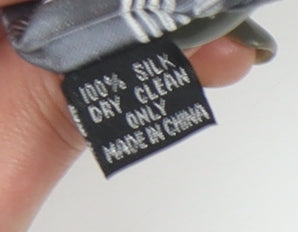 100% SILK
DRY CLEAN
ONLY
MADE IN CHINA